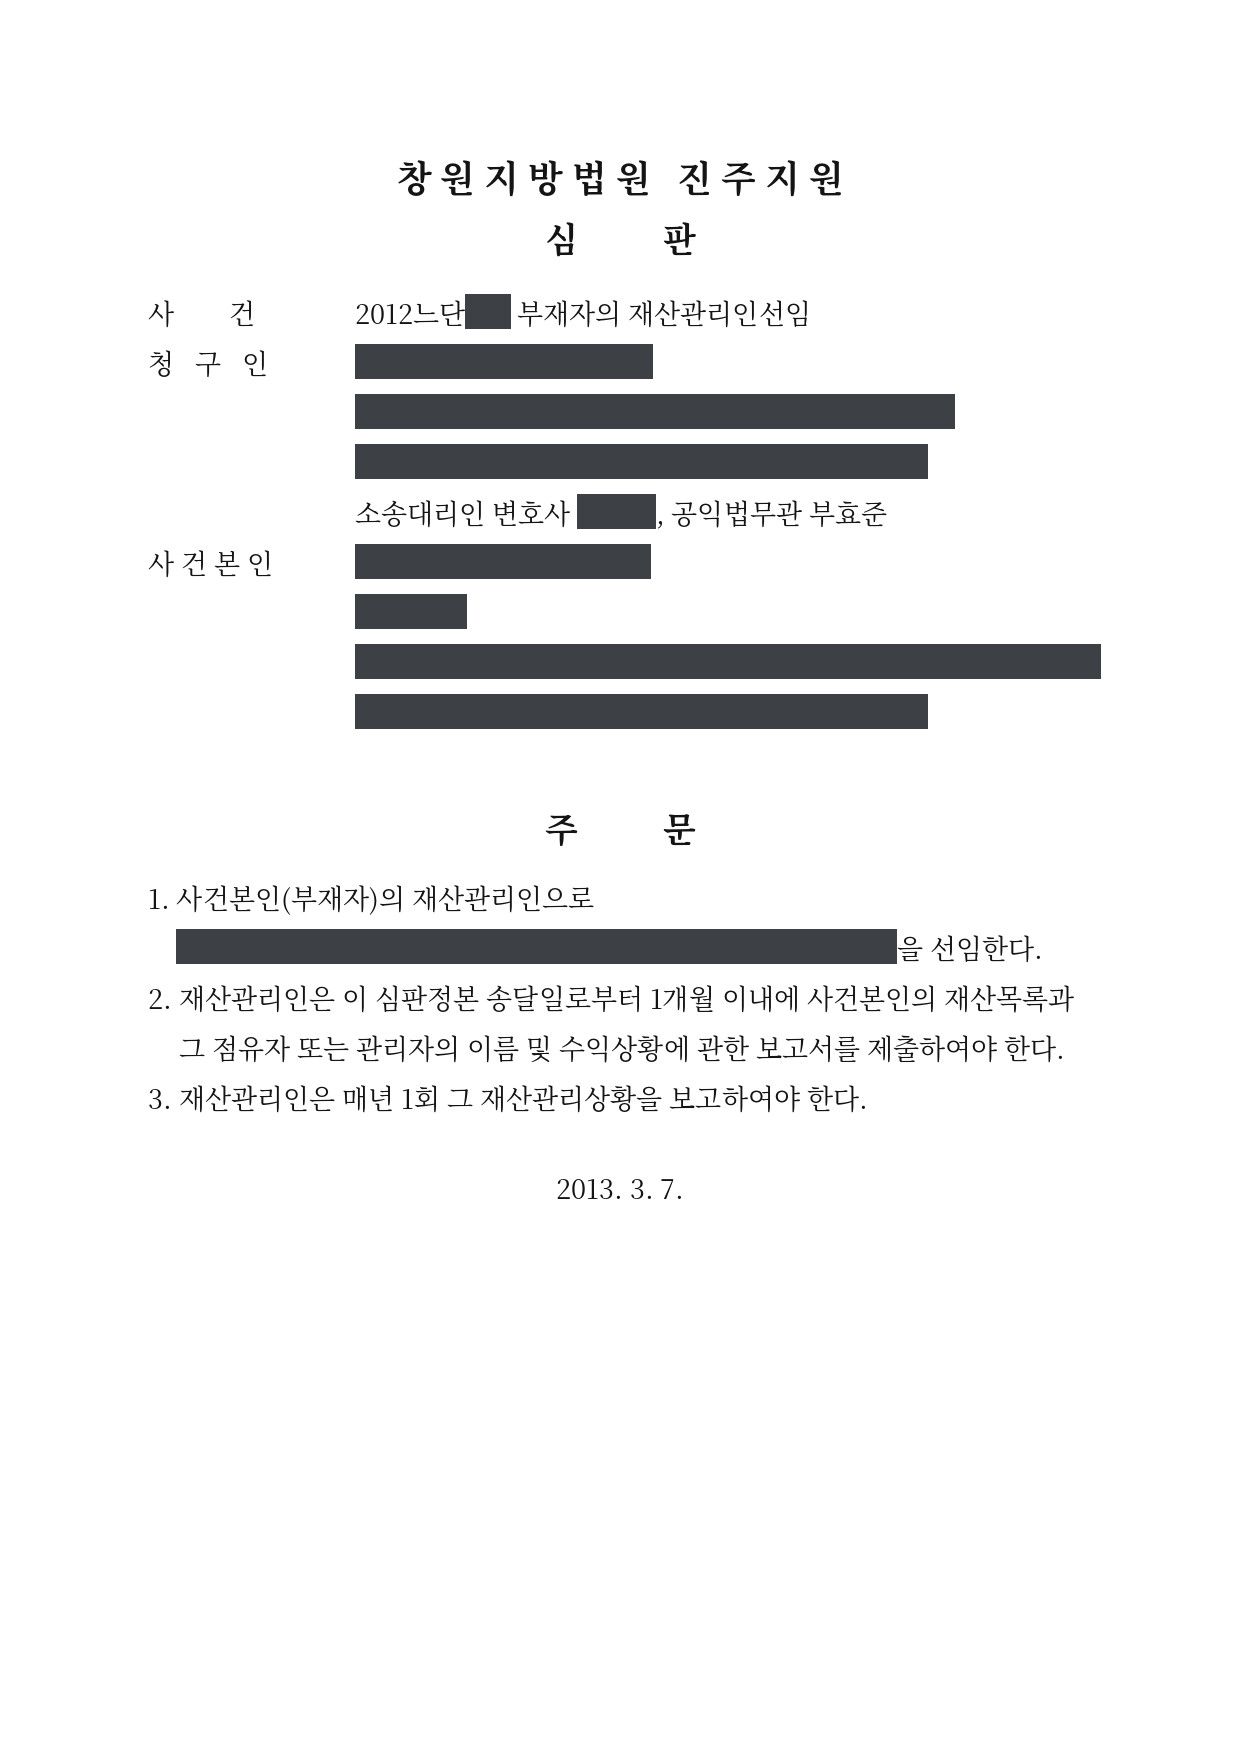 창원지방법원 진주지원
심 판
사 건 2012느단 부재자의 재산관리인선임
청 구 인
소송대리인 변호사 , 공익법무관 부효준
사 건 본 인
주 문
1. 사건본인(부재자)의 재산관리인으로
을 선임한다.
2. 재산관리인은 이 심판정본 송달일로부터 1개월 이내에 사건본인의 재산목록과
그 점유자 또는 관리자의 이름 및 수익상황에 관한 보고서를 제출하여야 한다.
3. 재산관리인은 매년 1회 그 재산관리상황을 보고하여야 한다.
2013. 3. 7.